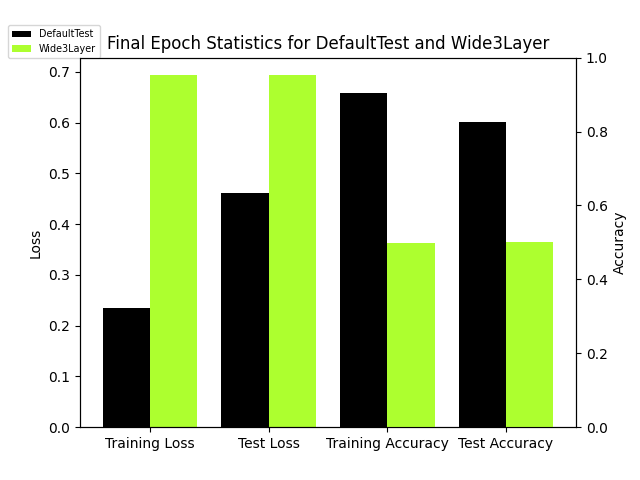 DefaultTest
Wide3Layer
Final Epoch Statistics for DefaultTest and Wide3Layer
0.7
0.6
0.5
0.4
0.3
0.2
0.1
0.0
Loss
1.0
0.8
0.6
0.4
0.2
0.0
Accuracy
Training Loss
Test Loss
Training Accuracy
Test Accuracy